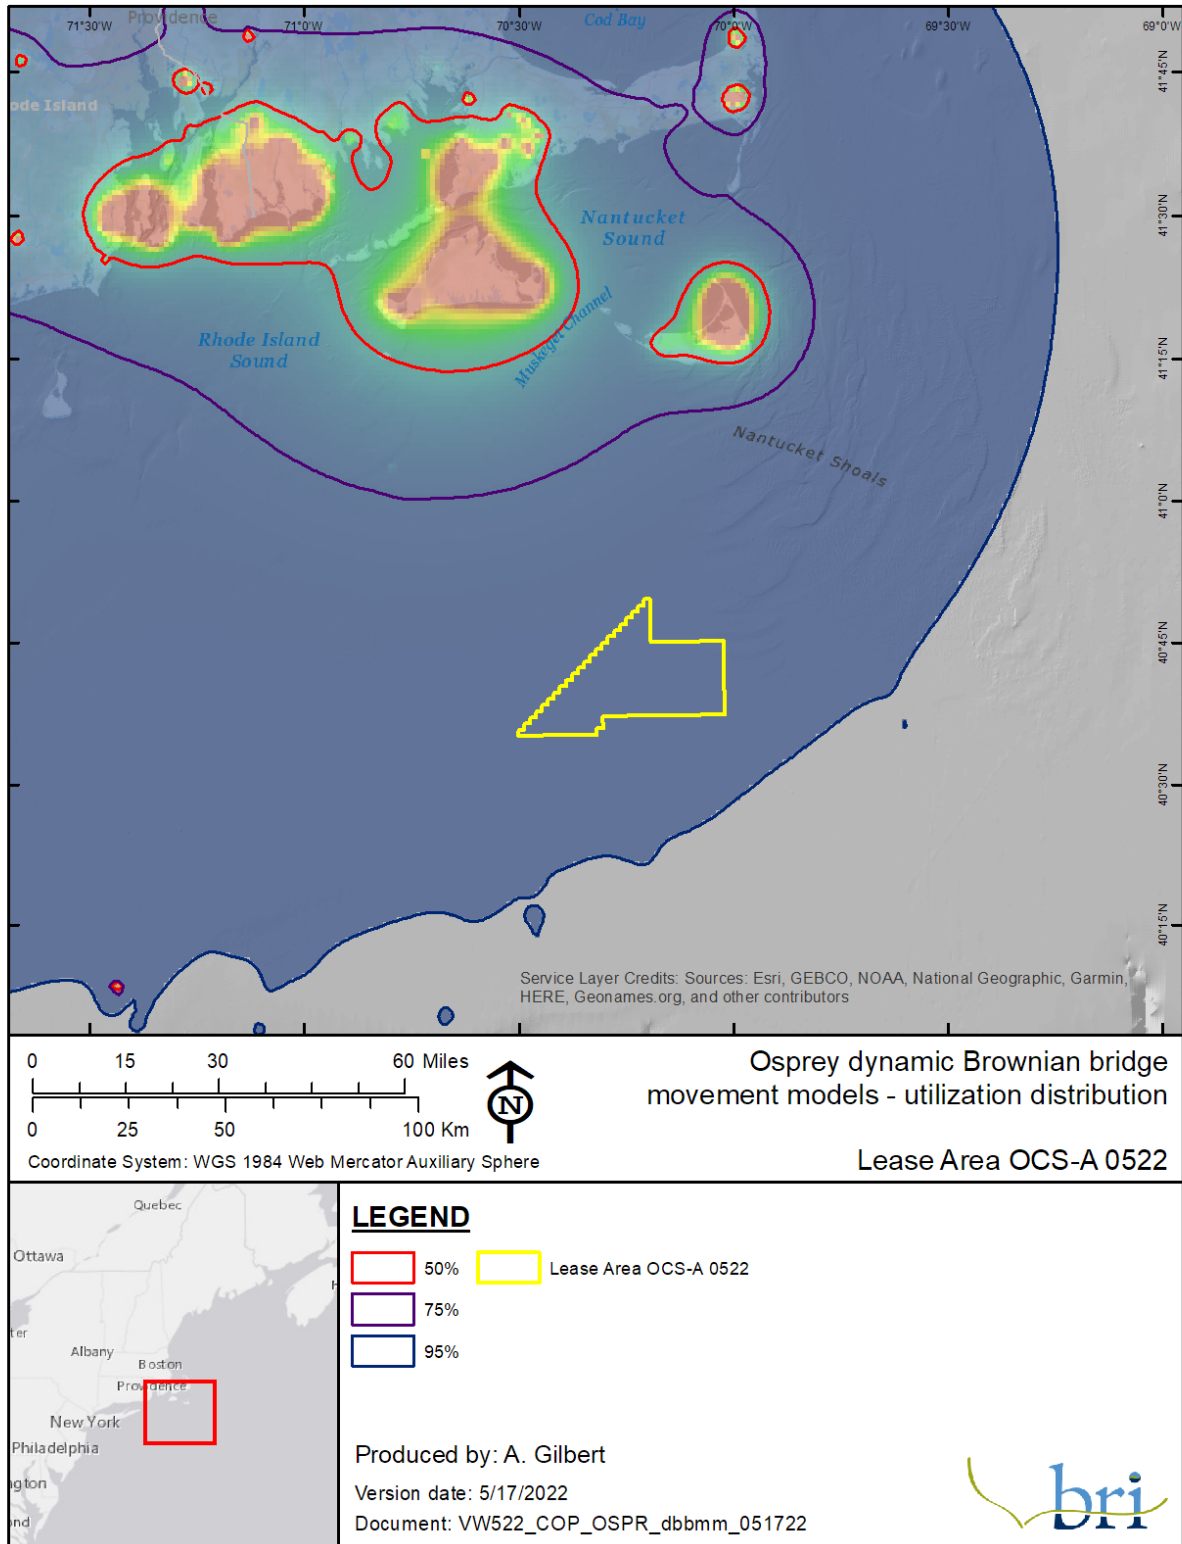 71°30'W
71°0'W
70°30'W
70°0'W
69°30'W
69°0'W
Providence
Cod Bay
ode Island
41°45'N
41°30'N
41°15'N
41°0'N
40°45'N
40°30'N
40°15'N
Nantucket
Sound
Rhode Island
Sound
Muskeget Channel
Nantucket Shoals
Service Layer Credits: Sources: Esri, GEBCO, NOAA, National Geographic, Garmin,
HERE, Geonames.org, and other contributors
0 15 30 60 Miles
0 25 50 100 Km
N
Coordinate System: WGS 1984 Web Mercator Auxiliary Sphere
Osprey dynamic Brownian bridge
movement models - utilization distribution
Lease Area OCS-A 0522
Quebec
Ottawa
H
ter
Albany
Boston
Providence
New York
Philadelphia
ngton
ond
LEGEND
50%
Lease Area OCS-A 0522
75%
95%
Produced by: A. Gilbert
Version date: 5/17/2022
Document: VW522_COP_OSPR_dbbmm_051722
bri